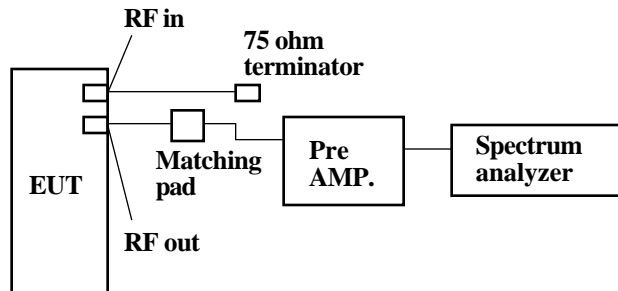 RF in
75 ohm
terminator
Matching
pad
Pre
AMP.
Spectrum
analyzer
EUT
RF out